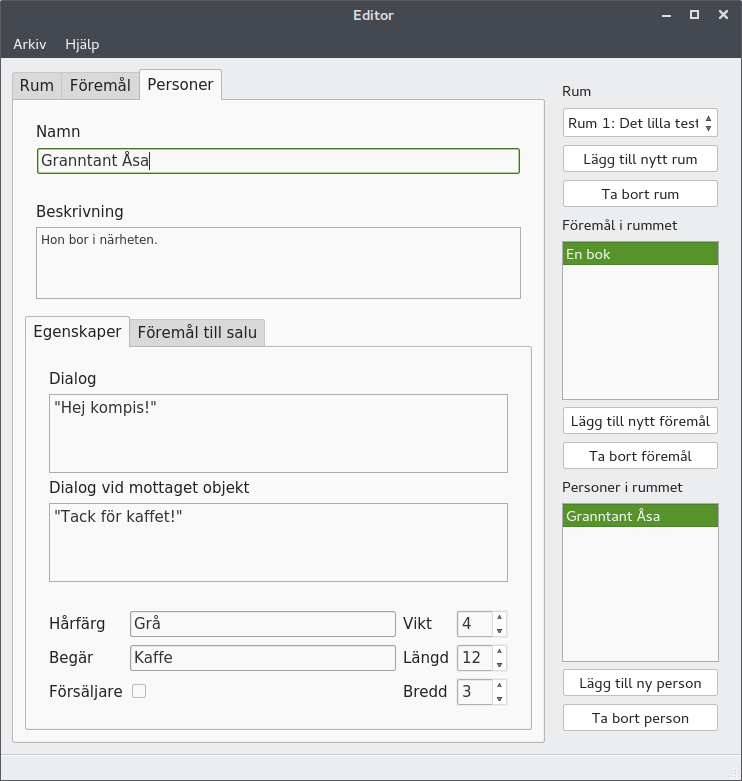 Editor
Arkiv Hjälp
Rum Föremål Personer
Namn
Granntant Åsa
Beskrivning
Hon bor i närheten.
Egenskaper Föremål till salu
Dialog
"Hej kompis!"
Dialog vid mottaget objekt
"Tack för kaffet!"
Hårfärg Grå Vikt 4
Begär Kaffe Längd 12
Försäljare Bredd 3
Rum
Rum 1: Det lilla test
Lägg till nytt rum
Ta bort rum
Föremål i rummet
En bok
Lägg till nytt föremål
Ta bort föremål
Personer i rummet
Granntant Åsa
Lägg till ny person
Ta bort person